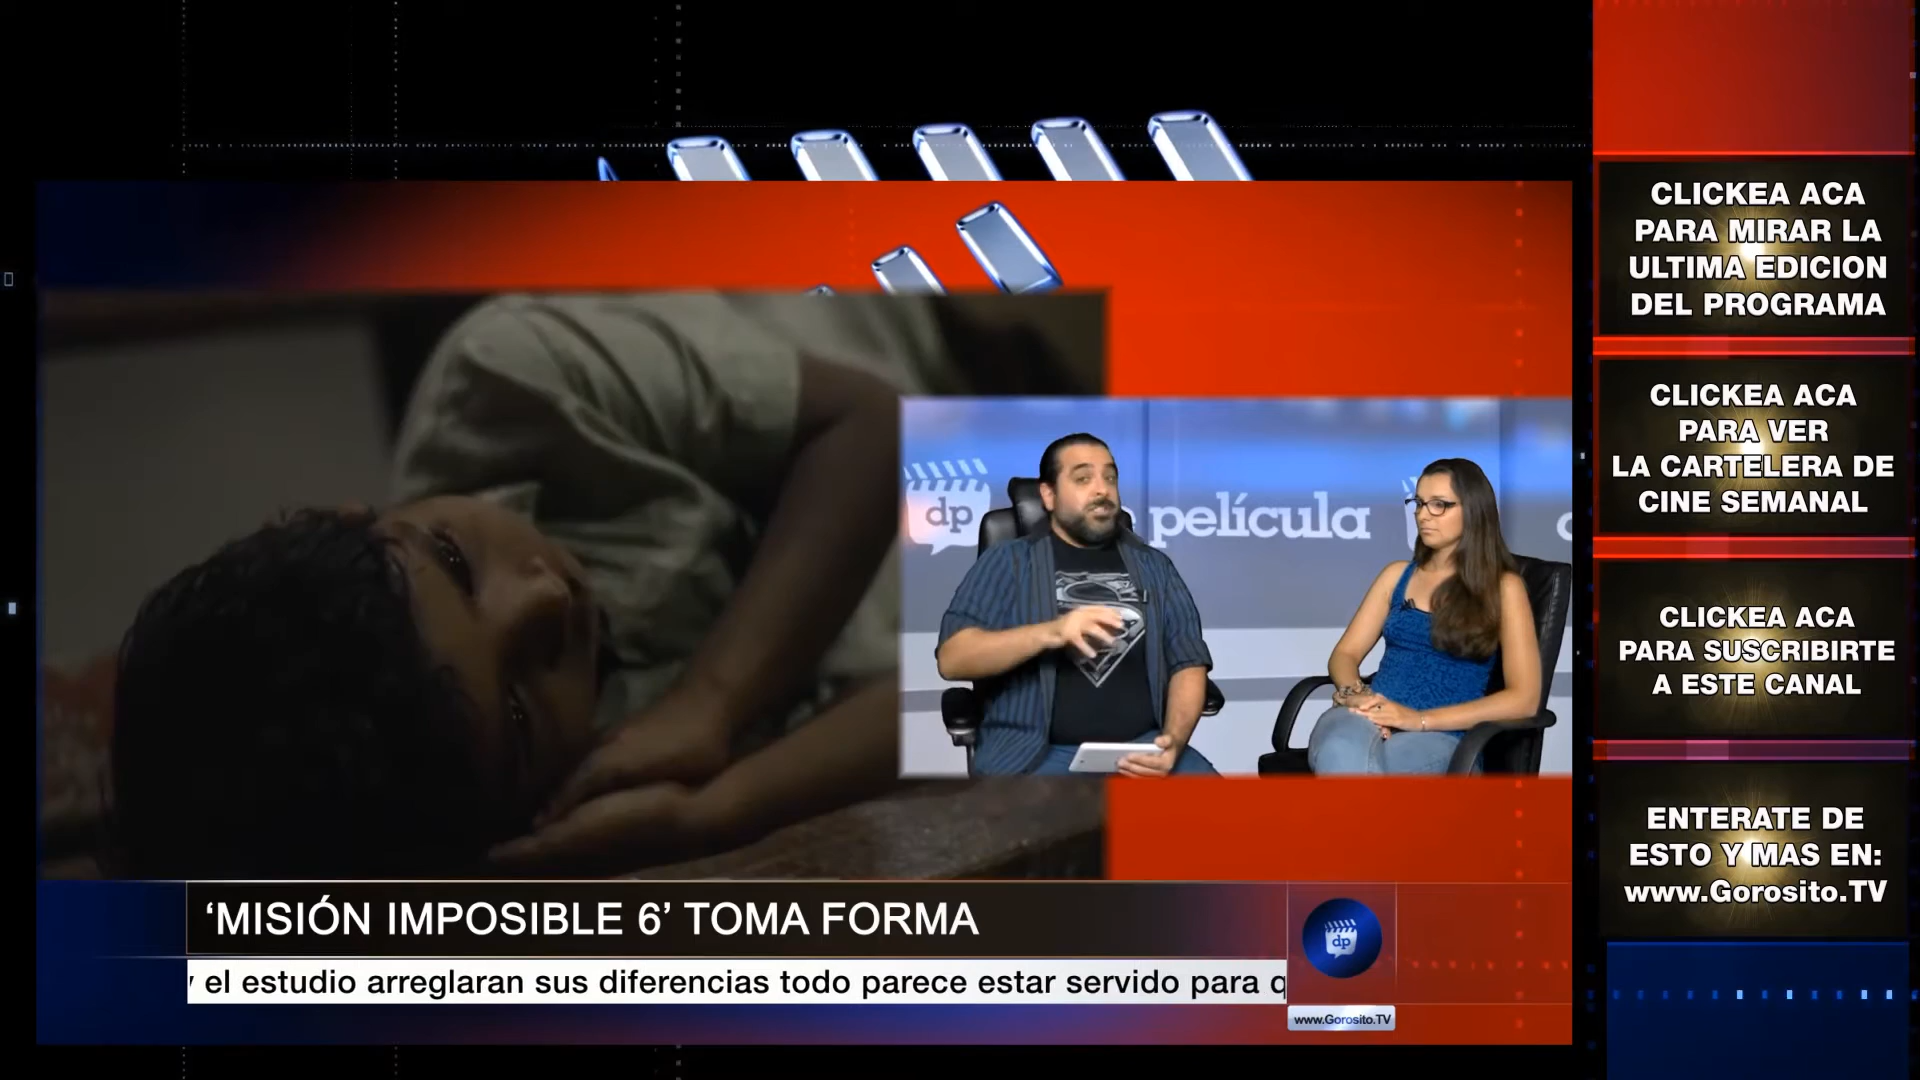 CLICKEA ACA
PARA MIRAR LA
ULTIMA EDICION
DEL PROGRAMA
CLICKEA ACA
PARA VER
LA CARTELERA DE
CINE SEMANAL
CLICKEA ACA
PARA SUSCRIBIRTE
A ESTE CANAL
ENTERATE DE
ESTO Y MAS EN:
www.Gorosito.TV
dp
película
‘MISIÓN IMPOSIBLE 6’ TOMA FORMA
dp
el estudio arreglaran sus diferencias todo parece estar servido para
www.Gorosito.TV